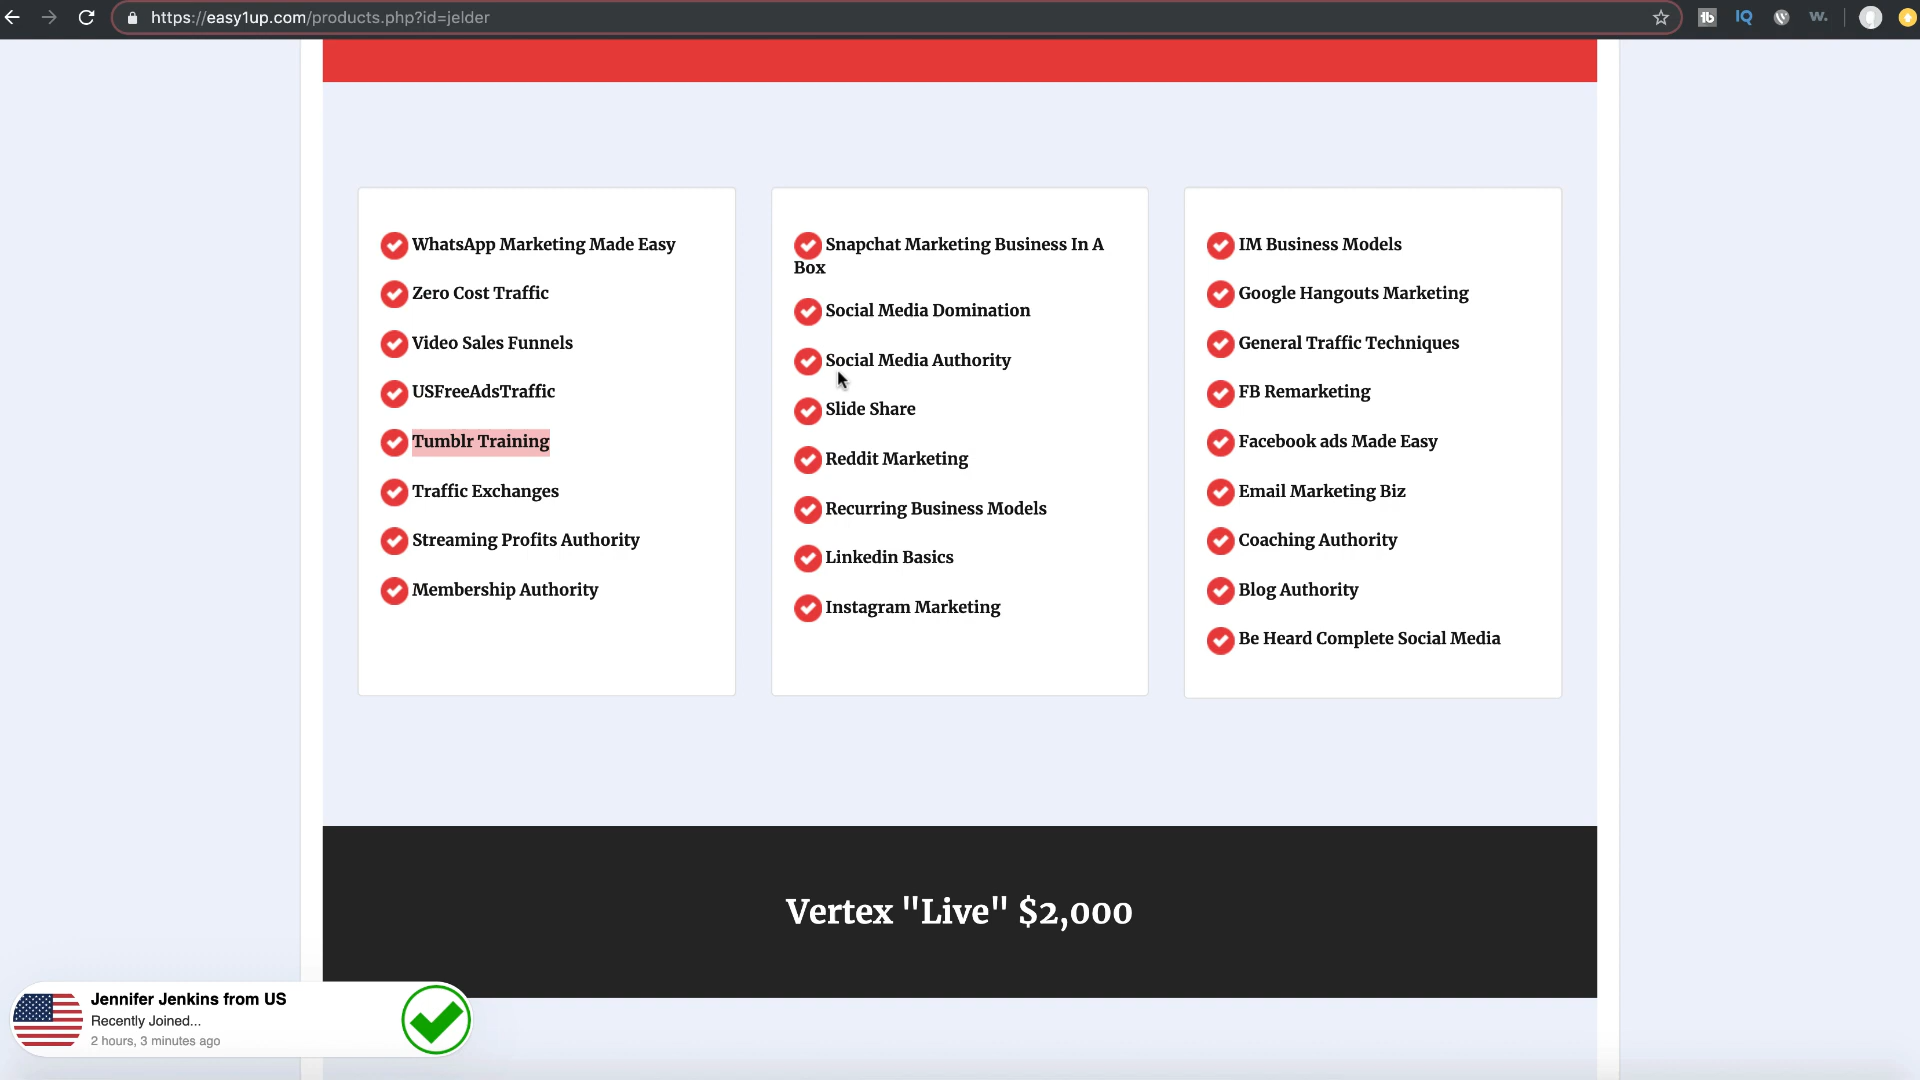 https://easy1up.com/products.php?id=jelder
IQ
w.
WhatsApp Marketing Made Easy
Zero Cost Traffic
Video Sales Funnels
USFreeAdsTraffic
Tumblr Training
Traffic Exchanges
Streaming Profits Authority
Membership Authority
Snapchat Marketing Business In A
Box
Social Media Domination
Social Media Authority
Slide Share
Reddit Marketing
Recurring Business Models
Linkedin Basics
Instagram Marketing
IM Business Models
Google Hangouts Marketing
General Traffic Techniques
FB Remarketing
Facebook ads Made Easy
Email Marketing Biz
Coaching Authority
Blog Authority
Be Heard Complete Social Media
Vertex "Live" $2,000
Jennifer Jenkins from US
Recently Joined...
2 hours, 3 minutes ago